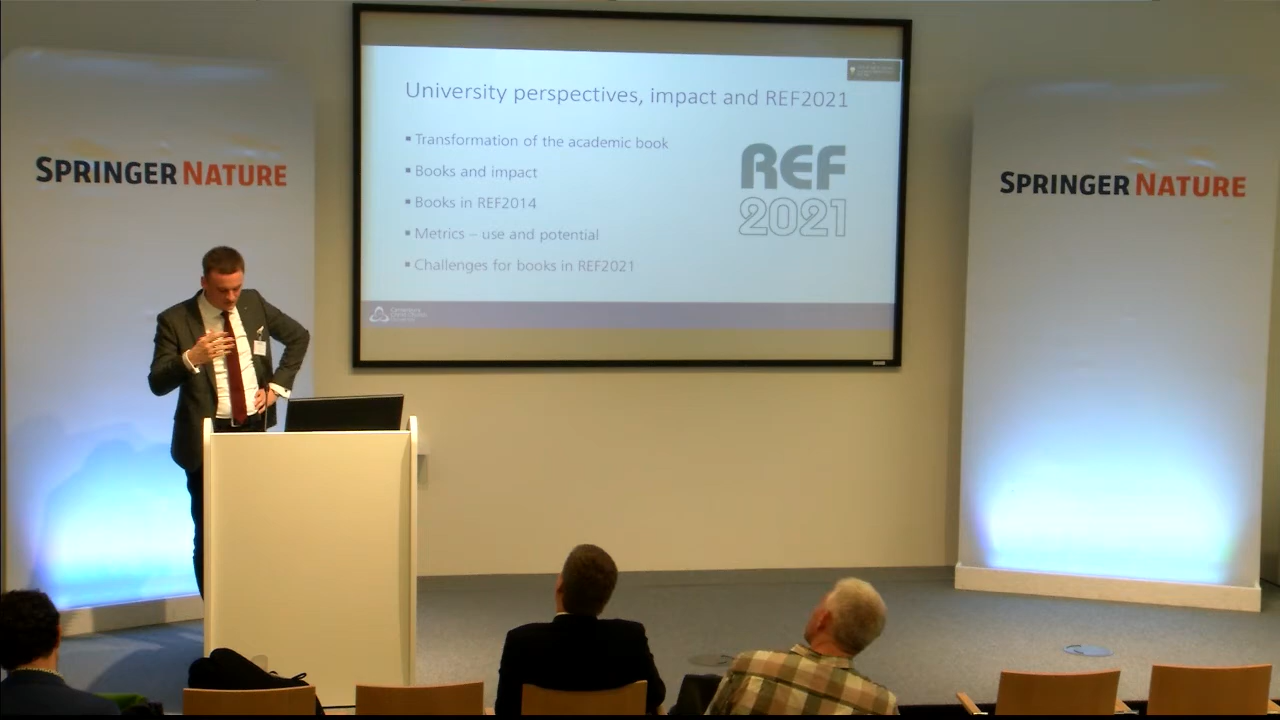 University perspectives, impact and REF2021
▪ Transformation of the academic book
▪ Books and impact
▪ Books in REF2014
▪ Metrics – use and potential
▪ Challenges for books in REF2021
REF
2021
SPRINGER NATURE
SPRINGER NATURE